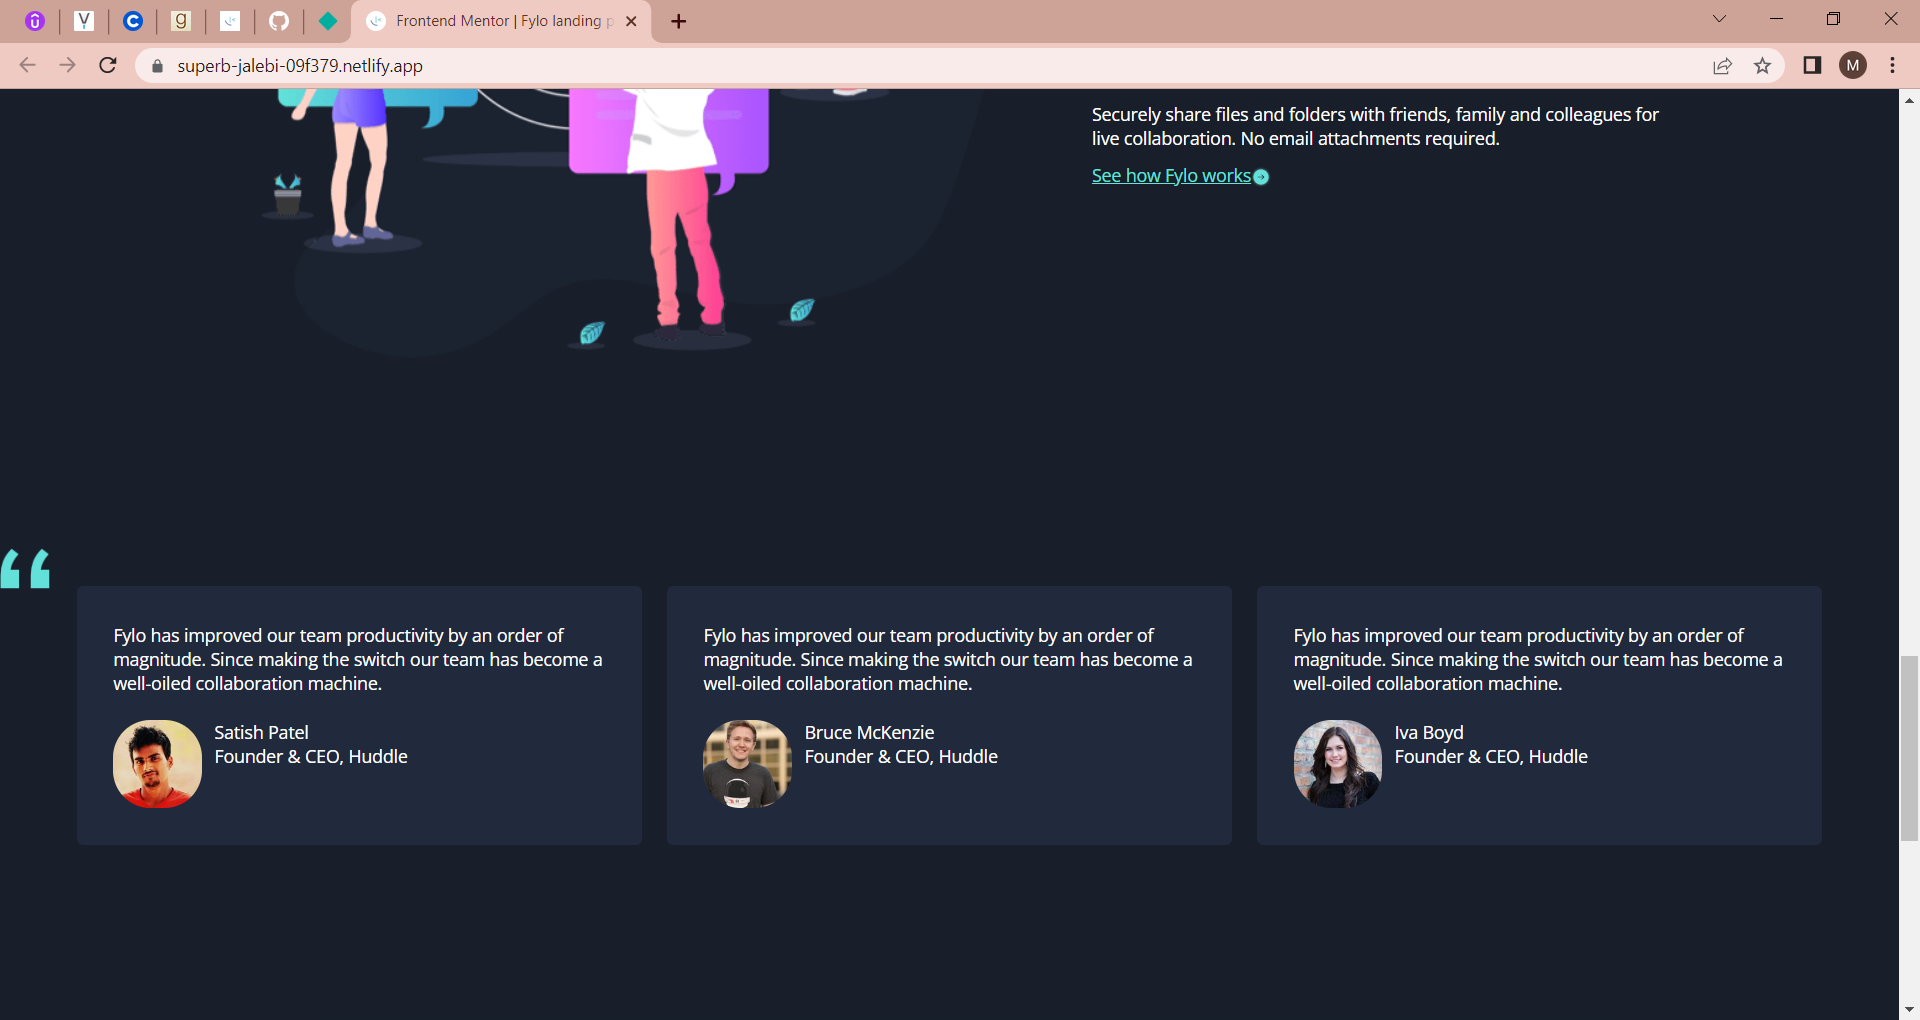 Frontend Mentor | Fylo landing p
superb-jalebi-09f379.netlify.app
M
Securely share files and folders with friends, family and colleagues for
live collaboration. No email attachments required.
See how Fylo works
Fylo has improved our team productivity by an order of
magnitude. Since making the switch our team has become a
well-oiled collaboration machine.
Satish Patel
Founder & CEO, Huddle
Fylo has improved our team productivity by an order of
magnitude. Since making the switch our team has become a
well-oiled collaboration machine.
Bruce McKenzie
Founder & CEO, Huddle
Fylo has improved our team productivity by an order of
magnitude. Since making the switch our team has become a
well-oiled collaboration machine.
Iva Boyd
Founder & CEO, Huddle